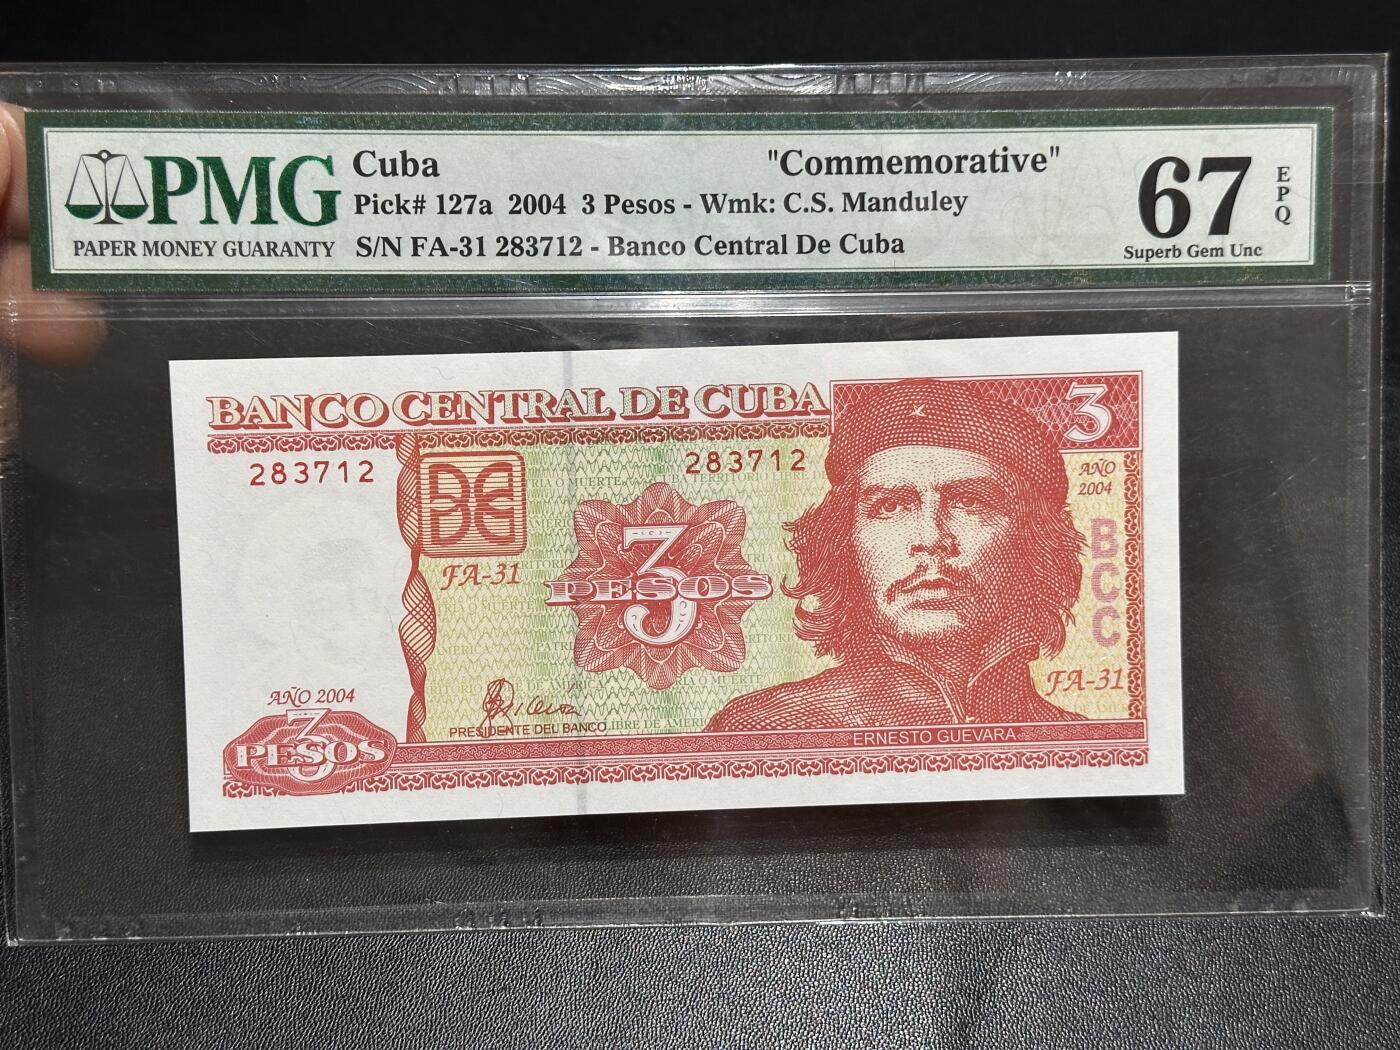 PMG
PAPER MONEY GUARANTY
Cuba "Commemorative"
Pick# 127a 2004 3 Pesos - Wmk: C.S. Manduley
S/N FA-31 283712 - Banco Central De Cuba
67 EPQ
Superb Gem Unc
BANCO CENTRAL DE CUBA
3
283712
283712
AÑO
2004
BCC
FA-31
3
PESOS
FA-31
AÑO 2004
3
PESOS
PRESIDENTE DEL BANCO
ERNESTO GUEVARA